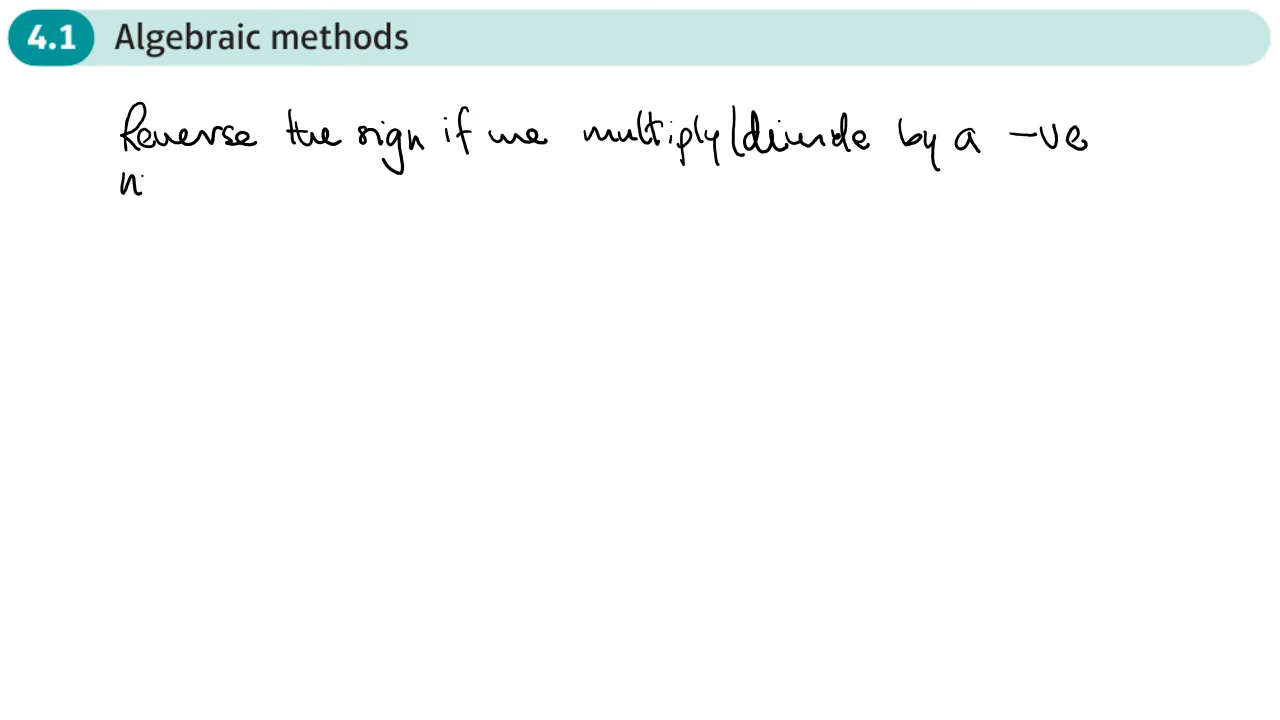 4.1 Algebraic methods
Reverse the sign if we multiply/divide by a -ve
n